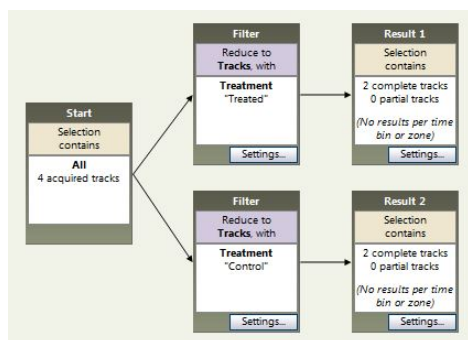 Start
Selection
contains
All
4 acquired tracks
Filter
Reduce to
Tracks, with
Treatment
"Treated"
Settings...
Result 1
Selection
contains
2 complete tracks
0 partial tracks
(No results per time
bin or zone)
Settings...
Filter
Reduce to
Tracks, with
Treatment
"Control"
Settings...
Result 2
Selection
contains
2 complete tracks
0 partial tracks
(No results per time
bin or zone)
Settings...